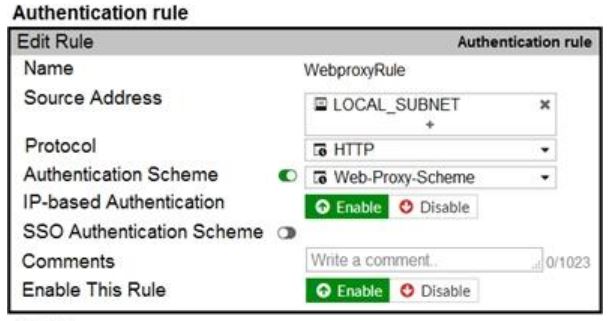 Authentication rule
Edit Rule Authentication rule
Name WebproxyRule
Source Address LOCAL_SUBNET ×
+
Protocol HTTP
Authentication Scheme Web-Proxy-Scheme
IP-based Authentication Enable Disable
SSO Authentication Scheme
Comments Write a comment.. 0/1023
Enable This Rule Enable Disable